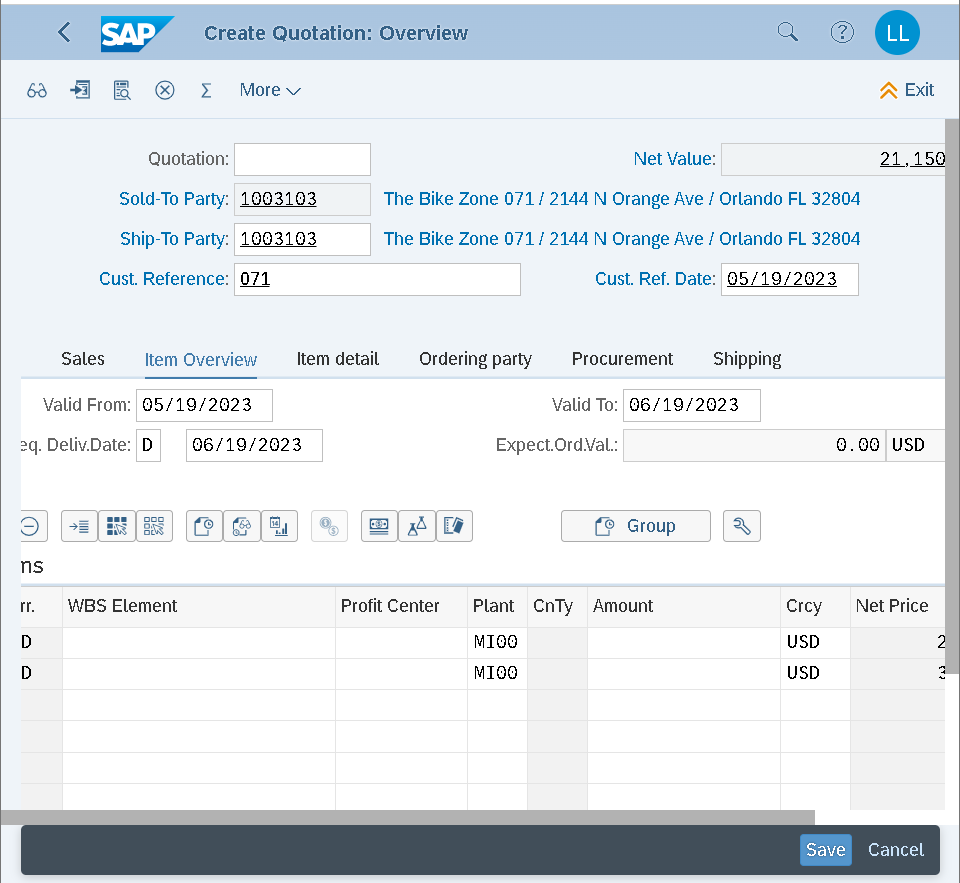 SAP Create Quotation: Overview LL
More Exit
Quotation: Net Value: 21,150
Sold-To Party: 1003103 The Bike Zone 071 / 2144 N Orange Ave / Orlando FL 32804
Ship-To Party: 1003103 The Bike Zone 071 / 2144 N Orange Ave / Orlando FL 32804
Cust. Reference: 071 Cust. Ref. Date: 05/19/2023
Sales Item Overview Item detail Ordering party Procurement Shipping
Valid From: 05/19/2023 Valid To: 06/19/2023
eq. Deliv.Date: D 06/19/2023 Expect.Ord.Val.: 0.00 USD
Group
ms
rr. WBS Element Profit Center Plant CnTy Amount Crcy Net Price
D MI00 USD 2
D MI00 USD 3
Save Cancel